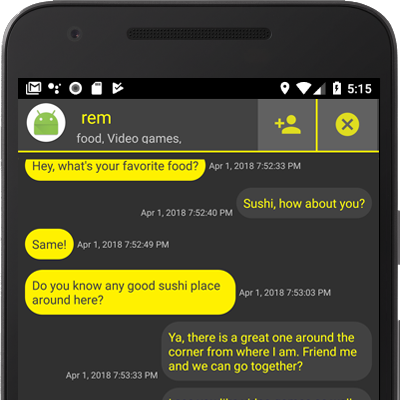 5:15
rem
food, Video games,
Hey, what's your favorite food?
Apr 1, 2018 7:52:33 PM
Sushi, how about you?
Apr 1, 2018 7:52:40 PM
Same!
Apr 1, 2018 7:52:49 PM
Do you know any good sushi place
around here?
Apr 1, 2018 7:53:03 PM
Ya, there is a great one around the
corner from where I am. Friend me
and we can go together?
Apr 1, 2018 7:53:33 PM